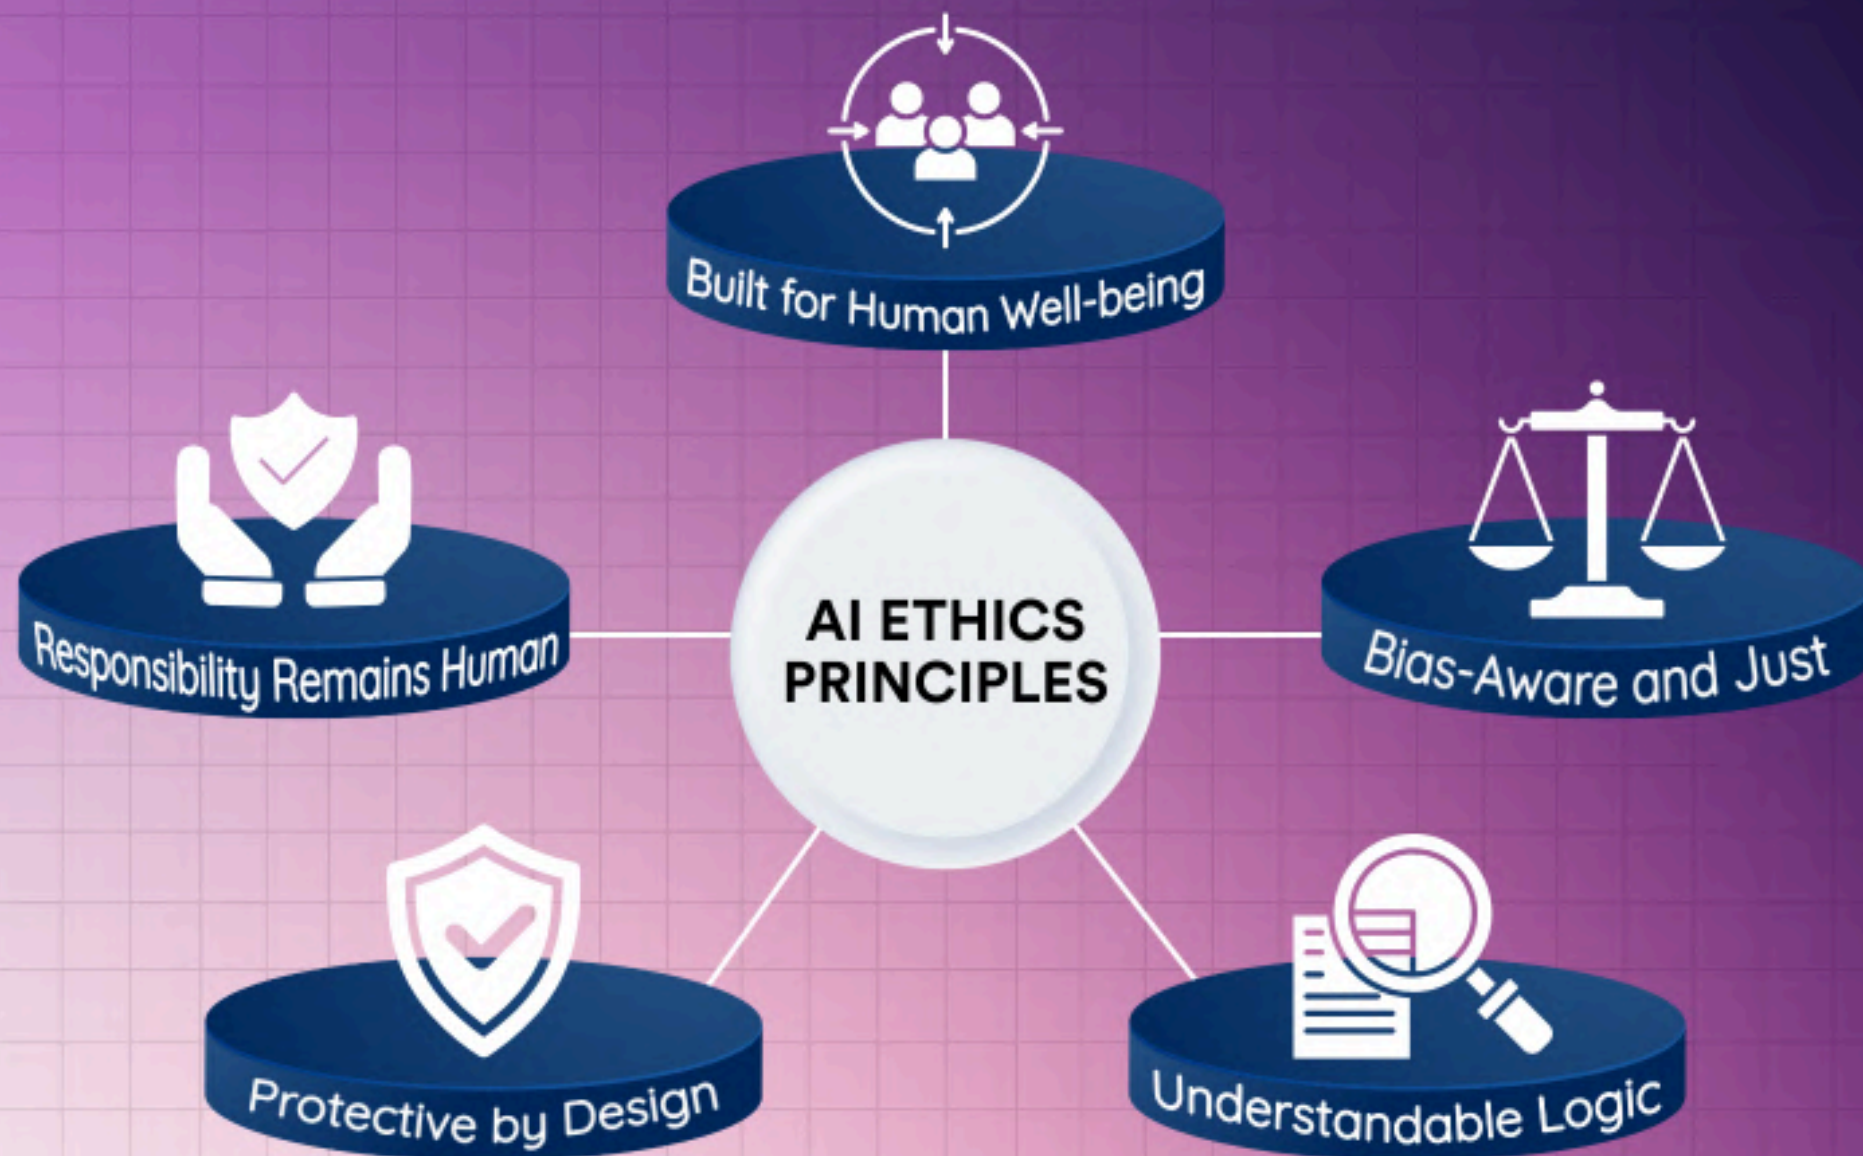 Built for Human Well-being
Responsibility Remains Human
AI ETHICS
PRINCIPLES
Bias-Aware and Just
Protective by Design
Understandable Logic